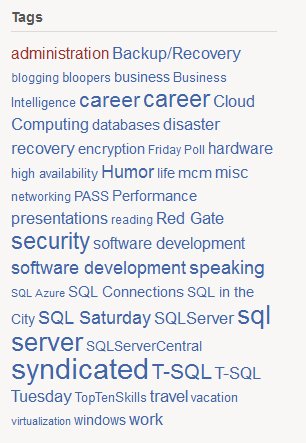 Tags
administration Backup/Recovery
blogging bloopers business Business
Intelligence career career Cloud
Computing databases disaster
recovery encryption Friday Poll hardware
high availability Humor life mcm misc
networking PASS Performance
presentations reading Red Gate
security software development
software development speaking
SQL Azure SQL Connections SQL in the
City SQL Saturday SQLServer sql
server SQLServerCentral
syndicated T-SQL T-SQL
Tuesday TopTenSkills travel vacation
virtualization windows work